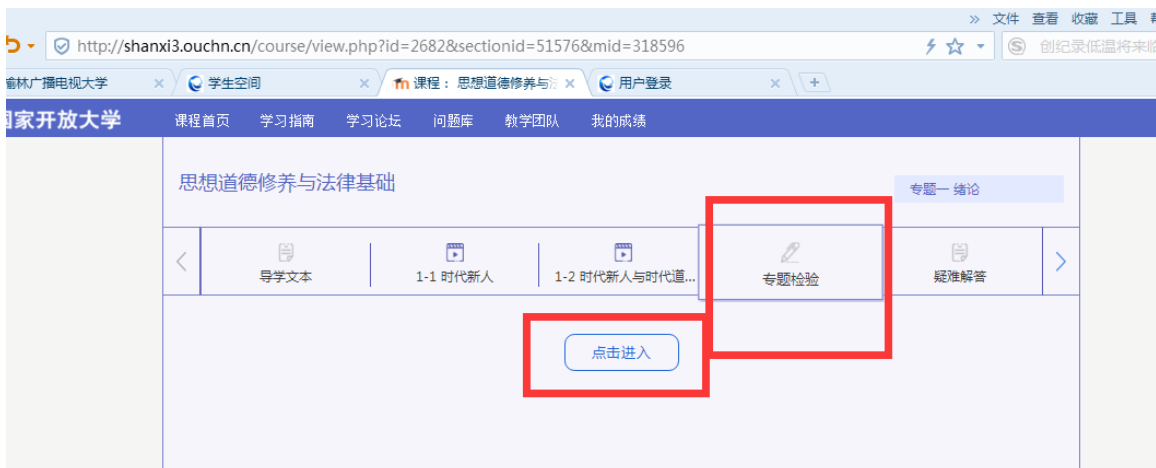 » 文件 查看 收藏 工具
http://shanxi3.ouchn.cn/course/view.php?id=2682&sectionid=51576&mid=318596 创纪录低温将来临
榆林广播电视大学 × 学生空间 × 课程： 思想道德修养与法 × 用户登录 × +
国家开放大学 课程首页 学习指南 学习论坛 问题库 教学团队 我的成绩
思想道德修养与法律基础
专题一 绪论
导学文本 1-1 时代新人 1-2 时代新人与时代道... 专题检验 疑难解答
点击进入